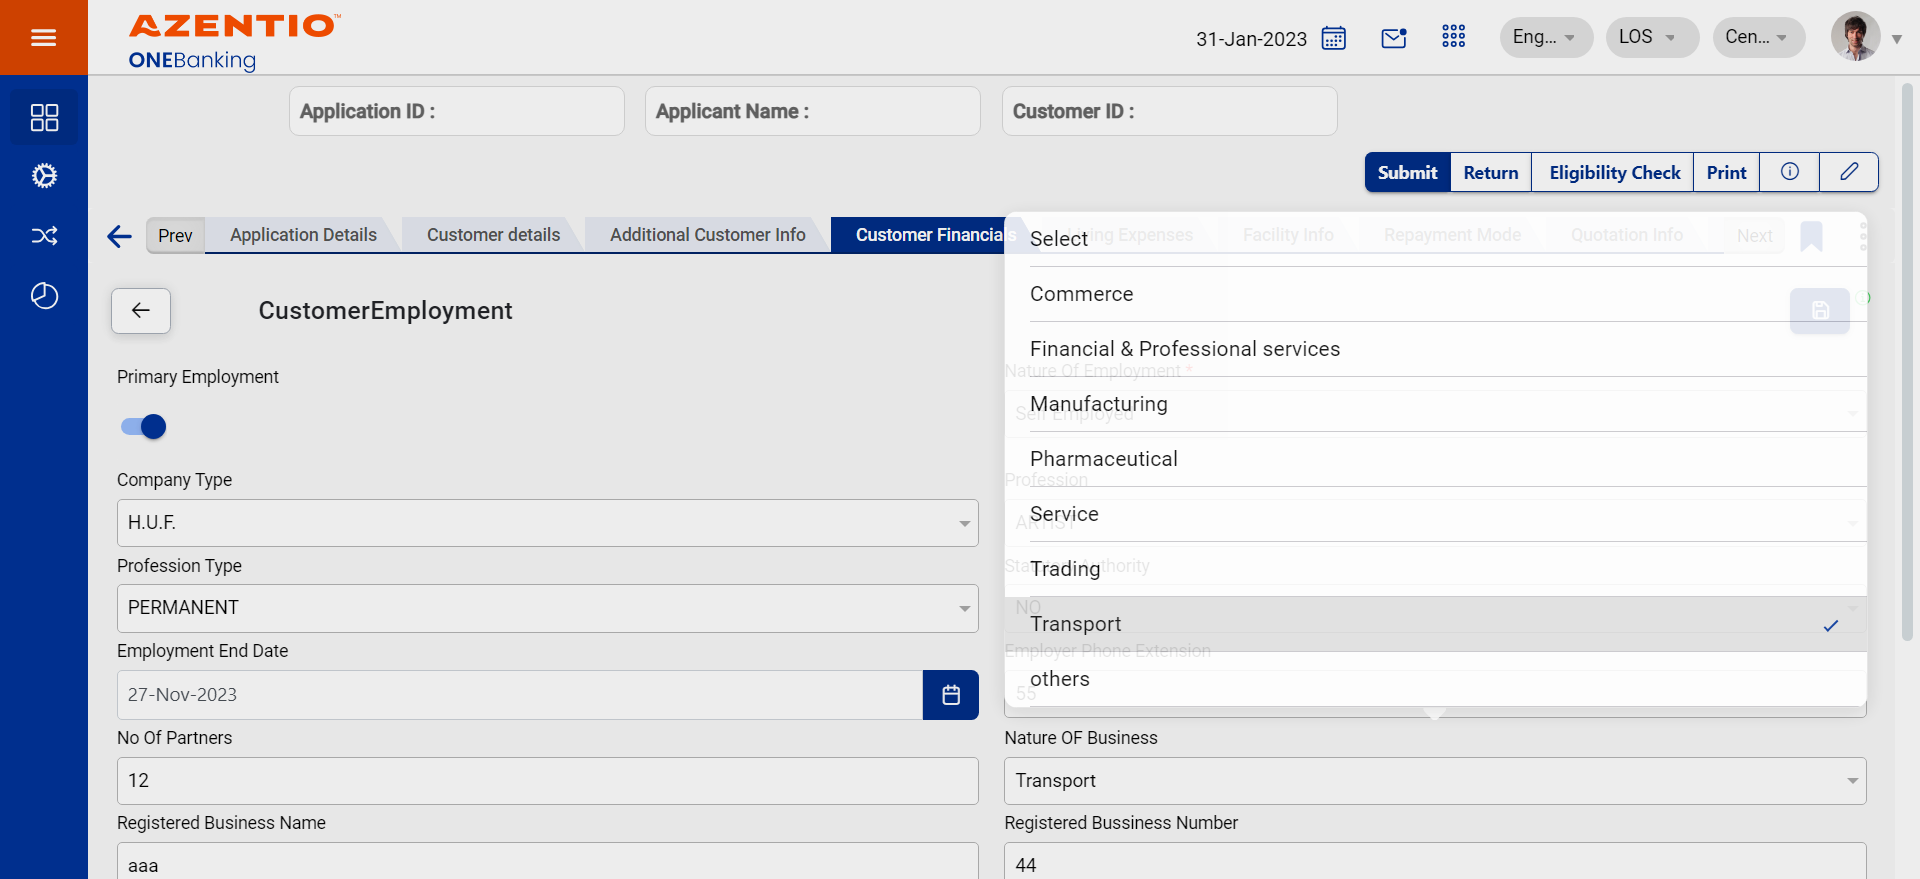 AZENTIO™
ONEBanking
31-Jan-2023
Eng...
LOS
Cen...
Application ID :
Applicant Name :
Customer ID :
Submit
Return
Eligibility Check
Print
Prev
Application Details
Customer details
Additional Customer Info
Customer Financials
Living Expenses
Facility Info
Repayment Mode
Quotation Info
Next
CustomerEmployment
Select
Commerce
Financial & Professional services
Manufacturing
Pharmaceutical
Service
Trading
Transport
others
Primary Employment
Nature Of Employment *
Self Employed
Company Type
H.U.F.
Profession
ARTIST
Profession Type
PERMANENT
Authority
NO
Employment End Date
27-Nov-2023
Employer Phone Extension
55
No Of Partners
12
Nature OF Business
Transport
Registered Business Name
aaa
Registered Bussiness Number
44